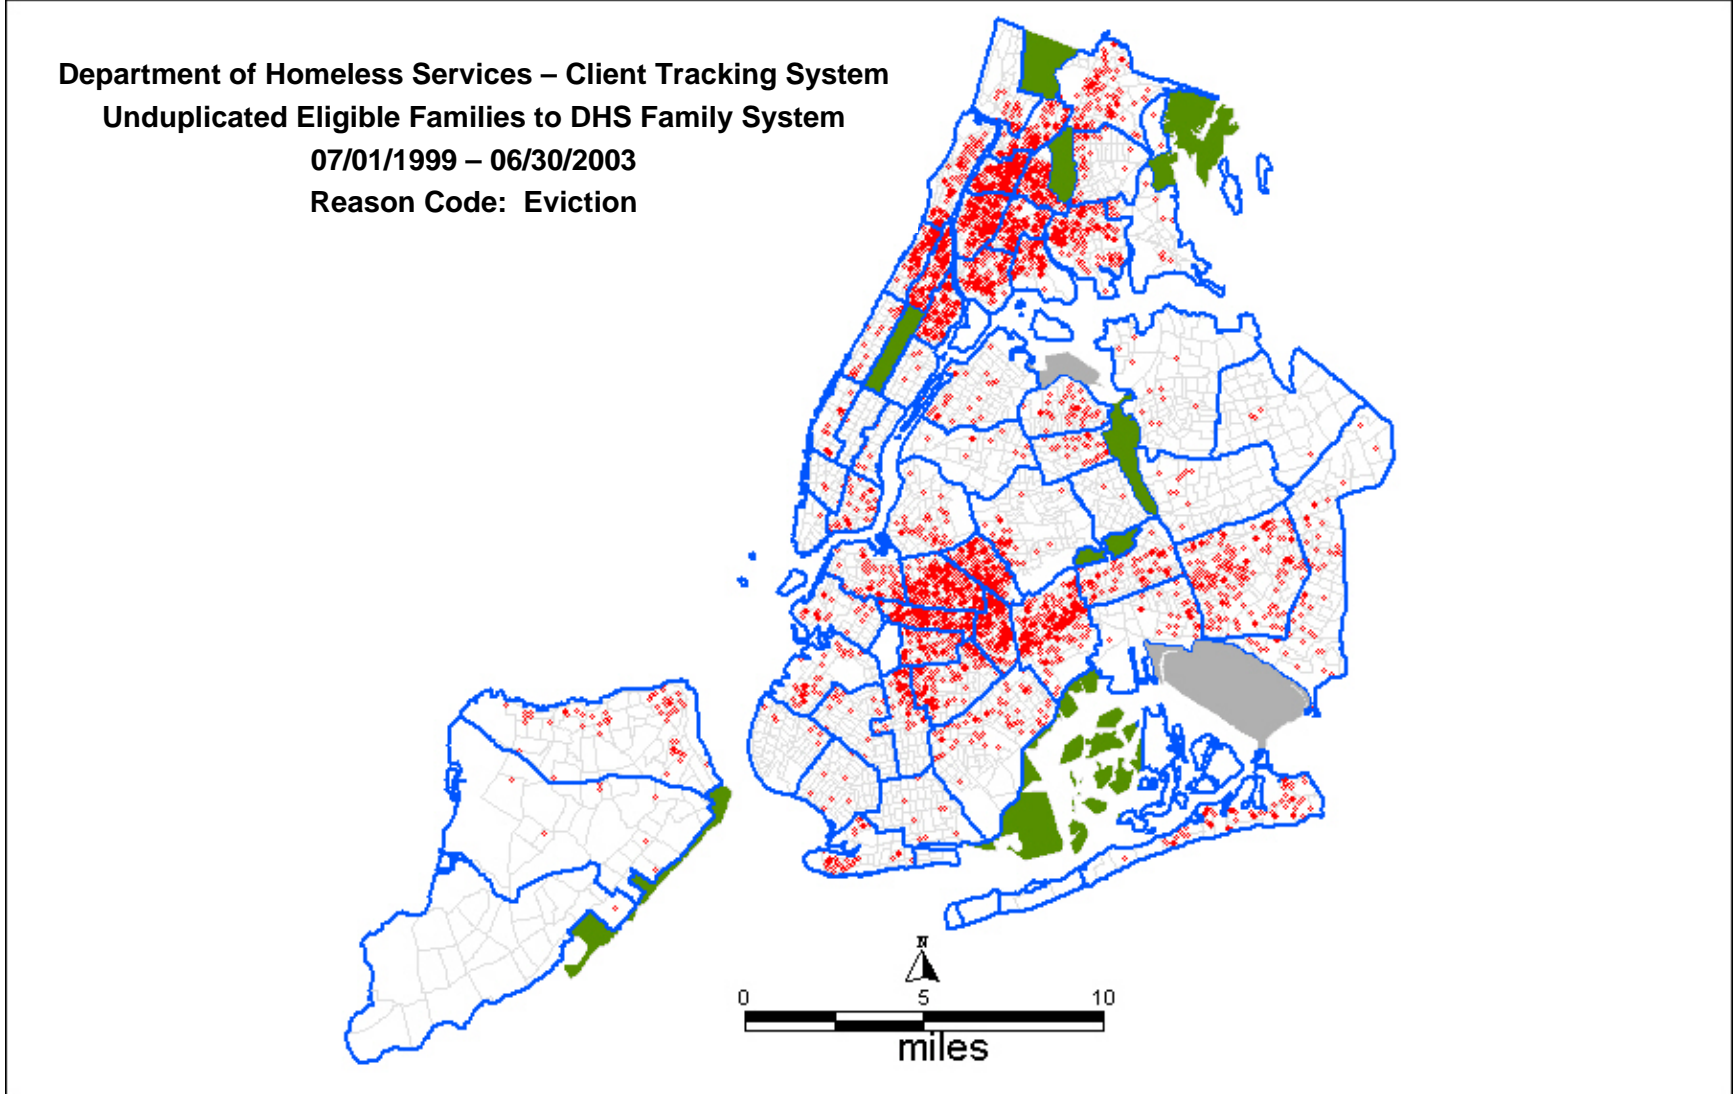 Department of Homeless Services – Client Tracking System
Unduplicated Eligible Families to DHS Family System
07/01/1999 – 06/30/2003
Reason Code:  Eviction
N
0 5 10
miles